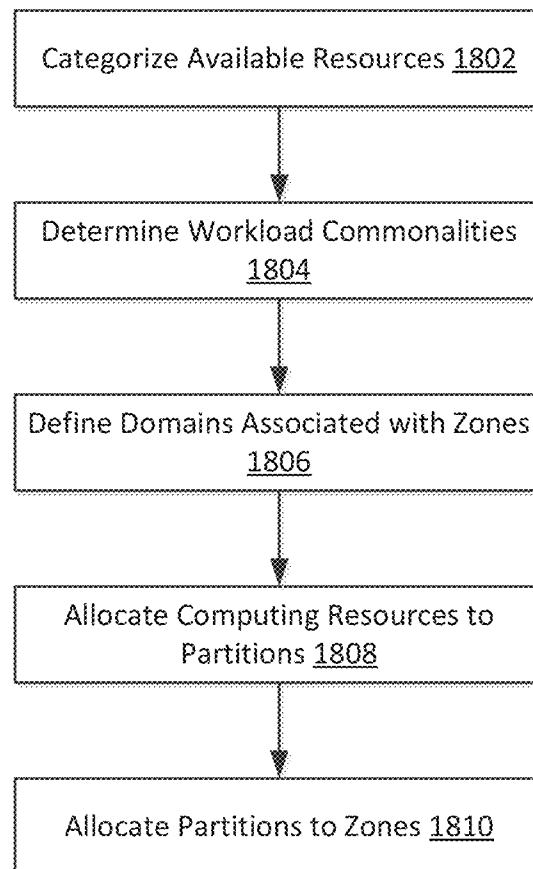 Categorize Available Resources 1802
Determine Workload Commonalities
1804
Define Domains Associated with Zones
1806
Allocate Computing Resources to
Partitions 1808
Allocate Partitions to Zones 1810